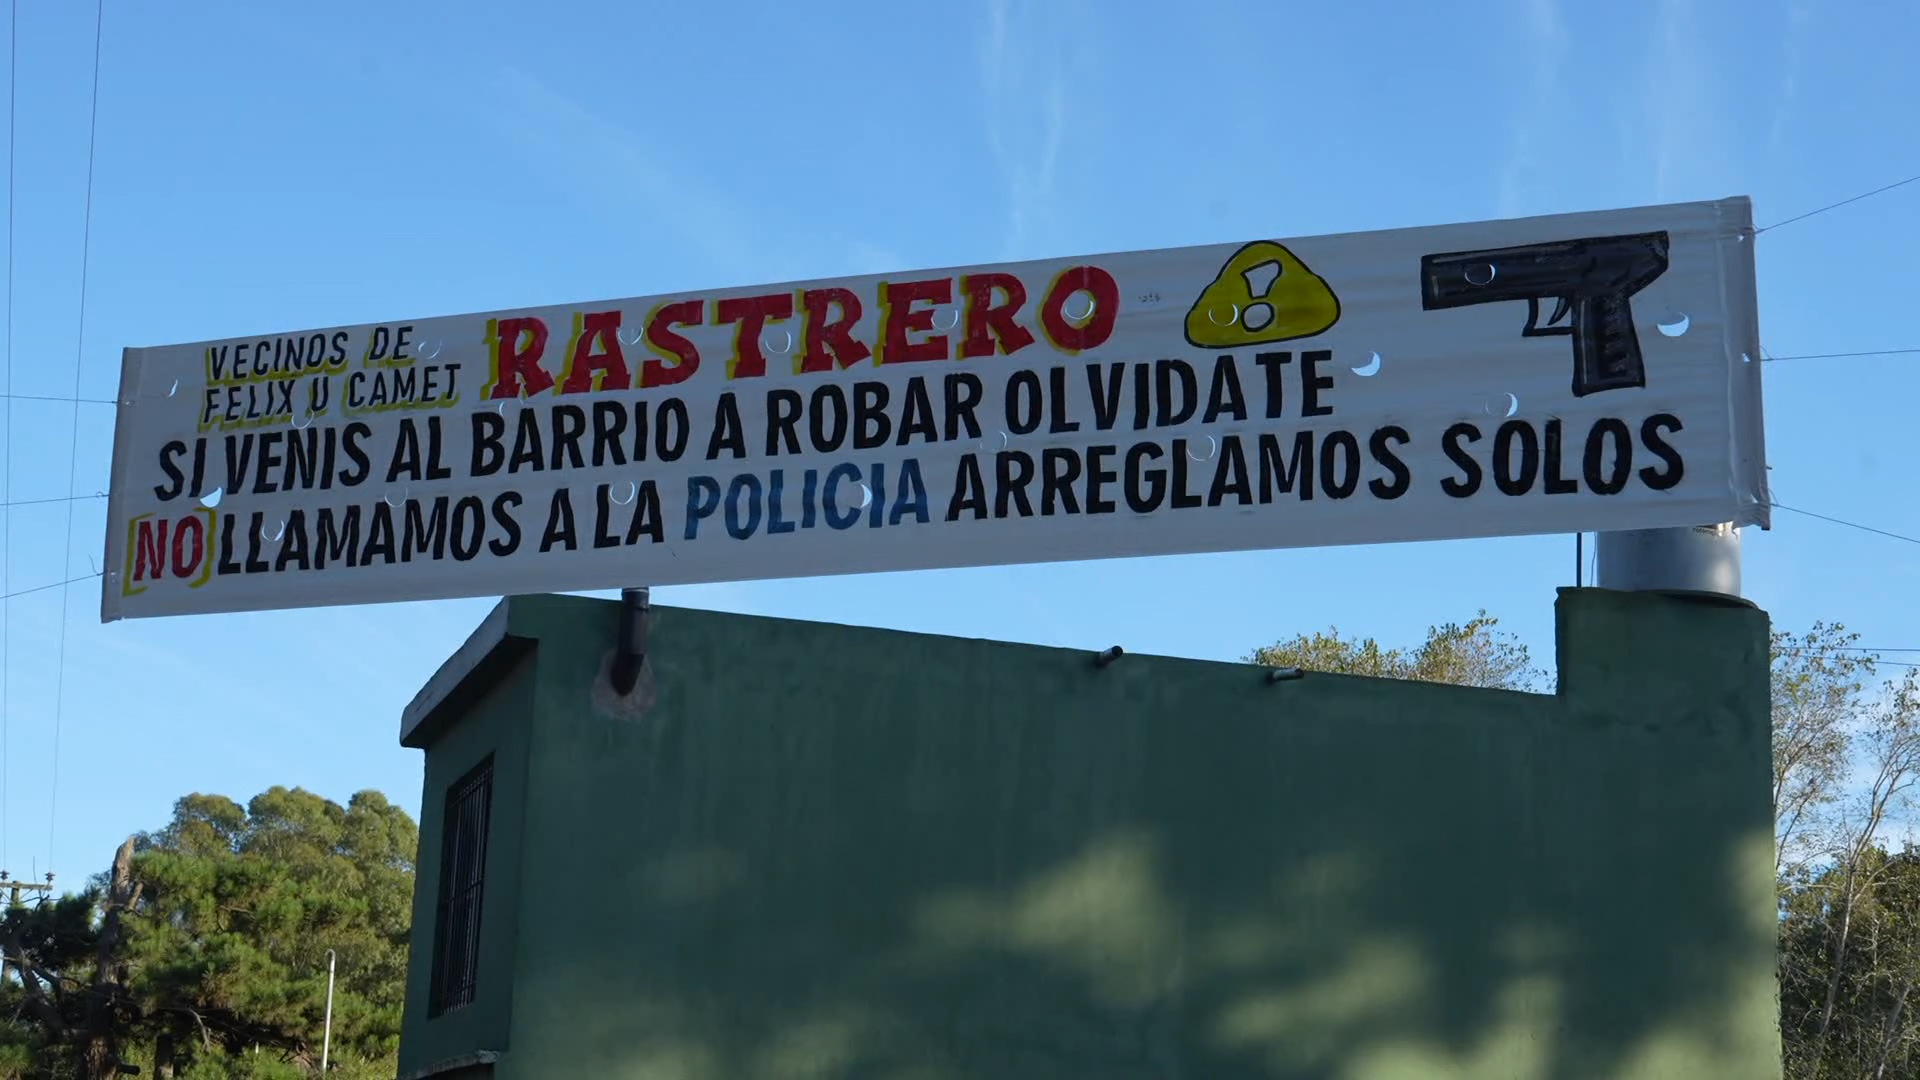 VECINOS DE
FELIX U CAMET
RASTRERO
SI VENIS AL BARRIO A ROBAR OLVIDATE
NO LLAMAMOS A LA POLICIA ARREGLAMOS SOLOS